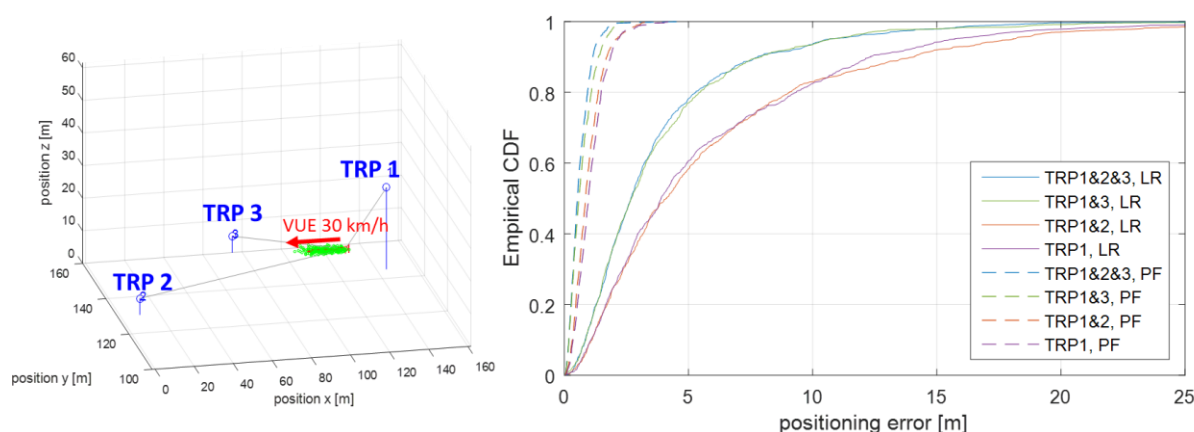 60
50
40
30
20
10
0
position z [m]
TRP 1
1
TRP 3
3
VUE 30 km/h
TRP 2
2
160
140
120
100
position y [m]
0
20
40
60
80
100
120
140
160
position x [m]
1
0.8
0.6
0.4
0.2
0
Empirical CDF
TRP1&2&3, LR
TRP1&3, LR
TRP1&2, LR
TRP1, LR
TRP1&2&3, PF
TRP1&3, PF
TRP1&2, PF
TRP1, PF
0
5
10
15
20
25
positioning error [m]